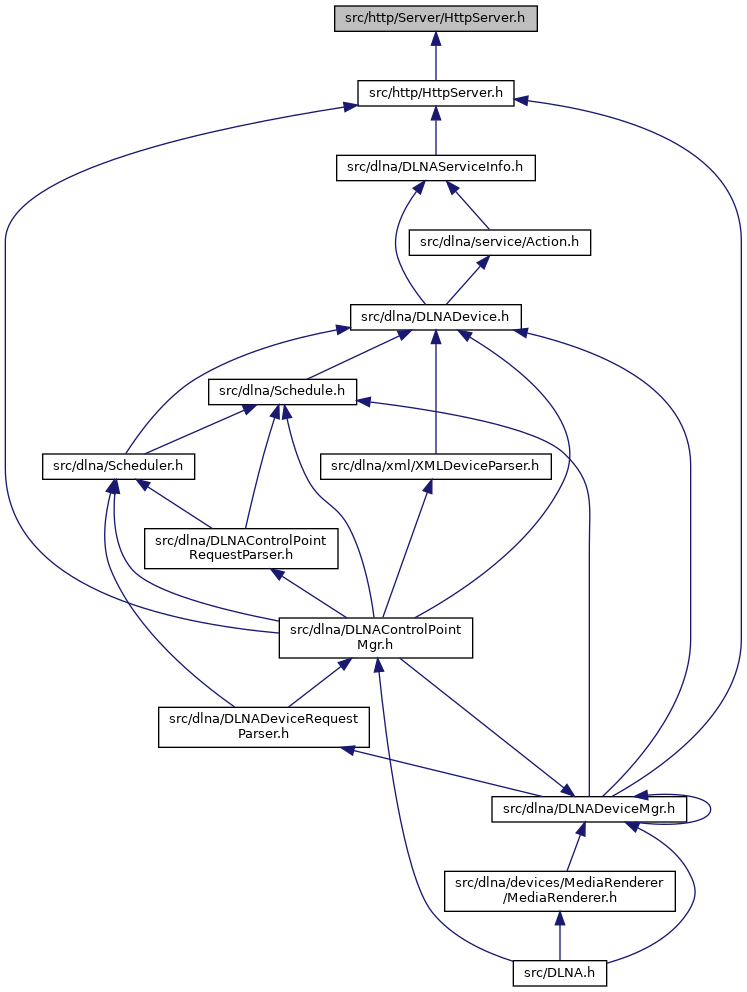 src/http/Server/HttpServer.h
src/http/HttpServer.h
src/dlna/DLNAServiceInfo.h
src/dlna/service/Action.h
src/dlna/DLNADevice.h
src/dlna/Schedule.h
src/dlna/Scheduler.h
src/dlna/xml/XMLDeviceParser.h
src/dlna/DLNAControlPoint
RequestParser.h
src/dlna/DLNAControlPoint
Mgr.h
src/dlna/DLNADeviceRequest
Parser.h
src/dlna/DLNADeviceMgr.h
src/dlna/devices/MediaRenderer
/MediaRenderer.h
src/DLNA.h